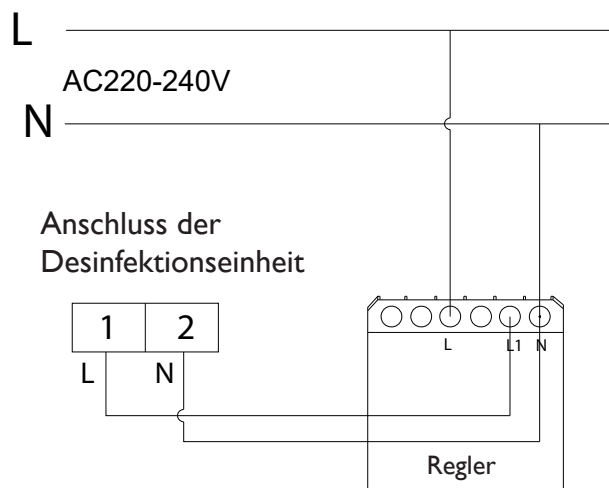 L
AC220-240V
N
Anschluss der
Desinfektionseinheit
1 2
L N
L L1 N
Regler